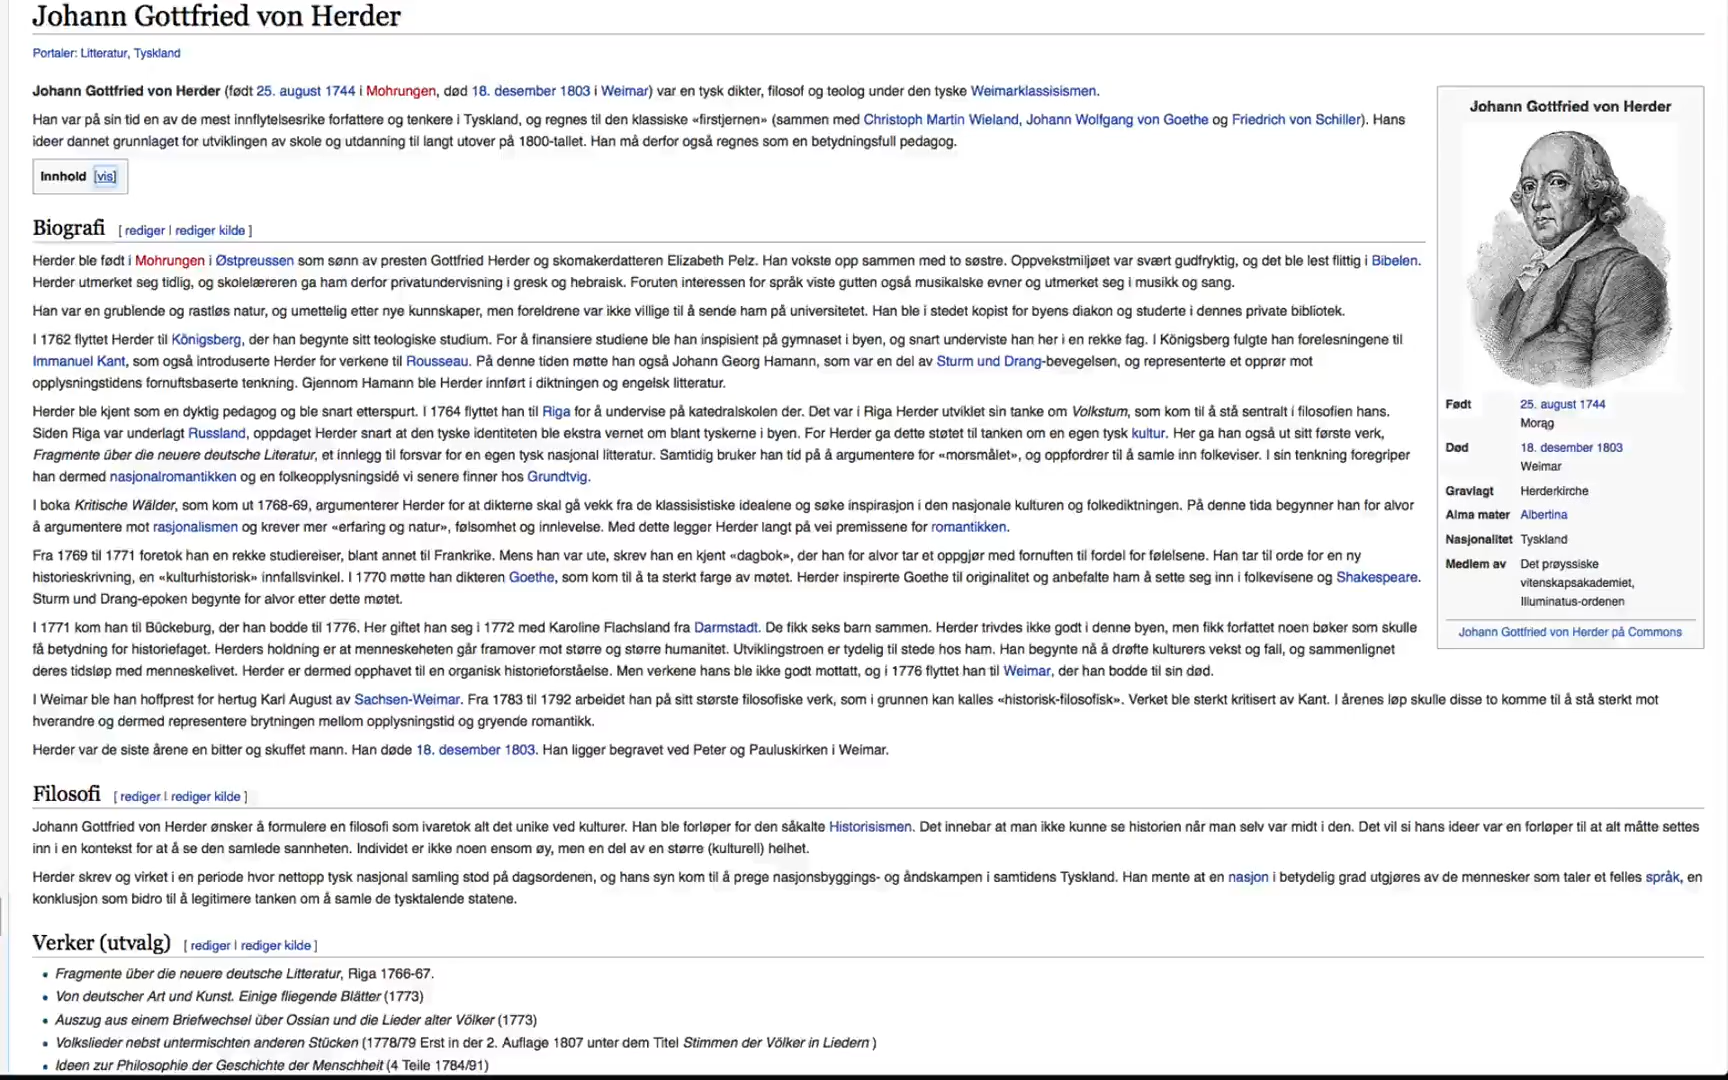 Johann Gottfried von Herder
Portaler: Litteratur, Tyskland
Johann Gottfried von Herder (født 25. august 1744 i Mohrungen, død 18. desember 1803 i Weimar) var en tysk dikter, filosof og teolog under den tyske Weimarklassisismen.
Han var på sin tid en av de mest innflytelsesrike forfattere og tenkere i Tyskland, og regnes til den klassiske «firstjernen» (sammen med Christoph Martin Wieland, Johann Wolfgang von Goethe og Friedrich von Schiller). Hans
ideer dannet grunnlaget for utviklingen av skole og utdanning til langt utover på 1800-tallet. Han må derfor også regnes som en betydningsfull pedagog.
Innhold [vis]
Biografi [ rediger | rediger kilde ]
Herder ble født i Mohrungen i Østpreussen som sønn av presten Gottfried Herder og skomakerdatteren Elizabeth Pelz. Han vokste opp sammen med to søstre. Oppvekstmiljøet var svært gudfryktig, og det ble lest flittig i Bibelen.
Herder utmerket seg tidlig, og skolelæreren ga ham derfor privatundervisning i gresk og hebraisk. Foruten interessen for språk viste gutten også musikalske evner og utmerket seg i musikk og sang.
Han var en grublende og rastløs natur, og umettelig etter nye kunnskaper, men foreldrene var ikke villige til å sende ham på universitetet. Han ble i stedet kopist for byens diakon og studerte i dennes private bibliotek.
I 1762 flyttet Herder til Königsberg, der han begynte sitt teologiske studium. For å finansiere studiene ble han inspisient på gymnaset i byen, og snart underviste han her i en rekke fag. I Königsberg fulgte han forelesningene til
Immanuel Kant, som også introduserte Herder for verkene til Rousseau. På denne tiden møtte han også Johann Georg Hamann, som var en del av Sturm und Drang-bevegelsen, og representerte et opprør mot
opplysningstidens fornuftsbaserte tenkning. Gjennom Hamann ble Herder innført i diktningen og engelsk litteratur.
Herder ble kjent som en dyktig pedagog og ble snart etterspurt. I 1764 flyttet han til Riga for å undervise på katedralskolen der. Det var i Riga Herder utviklet sin tanke om Volkstum, som kom til å stå sentralt i filosofien hans.
Siden Riga var underlagt Russland, oppdaget Herder snart at den tyske identiteten ble ekstra vernet om blant tyskerne i byen. For Herder ga dette støtet til tanken om en egen tysk kultur. Her ga han også ut sitt første verk,
Fragmente über die neuere deutsche Literatur, et innlegg til forsvar for en egen tysk nasjonal litteratur. Samtidig bruker han tid på å argumentere for «morsmålet», og oppfordrer til å samle inn folkeviser. I sin tenkning foregriper
han dermed nasjonalromantikken og en folkeopplysningsidé vi senere finner hos Grundtvig.
I boka Kritische Wälder, som kom ut 1768-69, argumenterer Herder for at dikterne skal gå vekk fra de klassisistiske idealene og søke inspirasjon i den nasjonale kulturen og folkediktningen. På denne tida begynner han for alvor
å argumentere mot rasjonalismen og krever mer «erfaring og natur», følsomhet og innlevelse. Med dette legger Herder langt på vei premissene for romantikken.
Fra 1769 til 1771 foretok han en rekke studiereiser, blant annet til Frankrike. Mens han var ute, skrev han en kjent «dagbok», der han for alvor tar et oppgjør med fornuften til fordel for følelsene. Han tar til orde for en ny
historieskrivning, en «kulturhistorisk» innfallsvinkel. I 1770 møtte han dikteren Goethe, som kom til å ta sterkt farge av møtet. Herder inspirerte Goethe til originalitet og anbefalte ham å sette seg inn i folkevisene og Shakespeare.
Sturm und Drang-epoken begynte for alvor etter dette møtet.
I 1771 kom han til Bückeburg, der han bodde til 1776. Her giftet han seg i 1772 med Karoline Flachsland fra Darmstadt. De fikk seks barn sammen. Herder trivdes ikke godt i denne byen, men fikk forfattet noen bøker som skulle
få betydning for historiefaget. Herders holdning er at menneskeheten går framover mot større og større humanitet. Utviklingstroen er tydelig til stede hos ham. Han begynte nå å drøfte kulturers vekst og fall, og sammenlignet
deres tidsløp med menneskelivet. Herder er dermed opphavet til en organisk historieforståelse. Men verkene hans ble ikke godt mottatt, og i 1776 flyttet han til Weimar, der han bodde til sin død.
I Weimar ble han hoffprest for hertug Karl August av Sachsen-Weimar. Fra 1783 til 1792 arbeidet han på sitt største filosofiske verk, som i grunnen kan kalles «historisk-filosofisk». Verket ble sterkt kritisert av Kant. I årenes løp skulle disse to komme til å stå sterkt mot
hverandre og dermed representere brytningen mellom opplysningstid og gryende romantikk.
Herder var de siste årene en bitter og skuffet mann. Han døde 18. desember 1803. Han ligger begravet ved Peter og Pauluskirken i Weimar.
Johann Gottfried von Herder
Født 25. august 1744
Morąg
Død 18. desember 1803
Weimar
Gravlagt Herderkirche
Alma mater Albertina
Nasjonalitet Tyskland
Medlem av Det prøyssiske
vitenskapsakademiet,
Illuminatus-ordenen
Johann Gottfried von Herder på Commons
Filosofi [ rediger | rediger kilde ]
Johann Gottfried von Herder ønsker å formulere en filosofi som ivaretok alt det unike ved kulturer. Han ble forløper for den såkalte Historisismen. Det innebar at man ikke kunne se historien når man selv var midt i den. Det vil si hans ideer var en forløper til at alt måtte settes
inn i en kontekst for at å se den samlede sannheten. Individet er ikke noen ensom øy, men en del av en større (kulturell) helhet.
Herder skrev og virket i en periode hvor nettopp tysk nasjonal samling stod på dagsordenen, og hans syn kom til å prege nasjonsbyggings- og åndskampen i samtidens Tyskland. Han mente at en nasjon i betydelig grad utgjøres av de mennesker som taler et felles språk, en
konklusjon som bidro til å legitimere tanken om å samle de tysktalende statene.
Verker (utvalg) [ rediger | rediger kilde ]
• Fragmente über die neuere deutsche Litteratur, Riga 1766-67.
• Von deutscher Art und Kunst. Einige fliegende Blätter (1773)
• Auszug aus einem Briefwechsel über Ossian und die Lieder alter Völker (1773)
• Volkslieder nebst untermischten anderen Stücken (1778/79 Erst in der 2. Auflage 1807 unter dem Titel Stimmen der Völker in Liedern )
• Ideen zur Philosophie der Geschichte der Menschheit (4 Teile 1784/91)